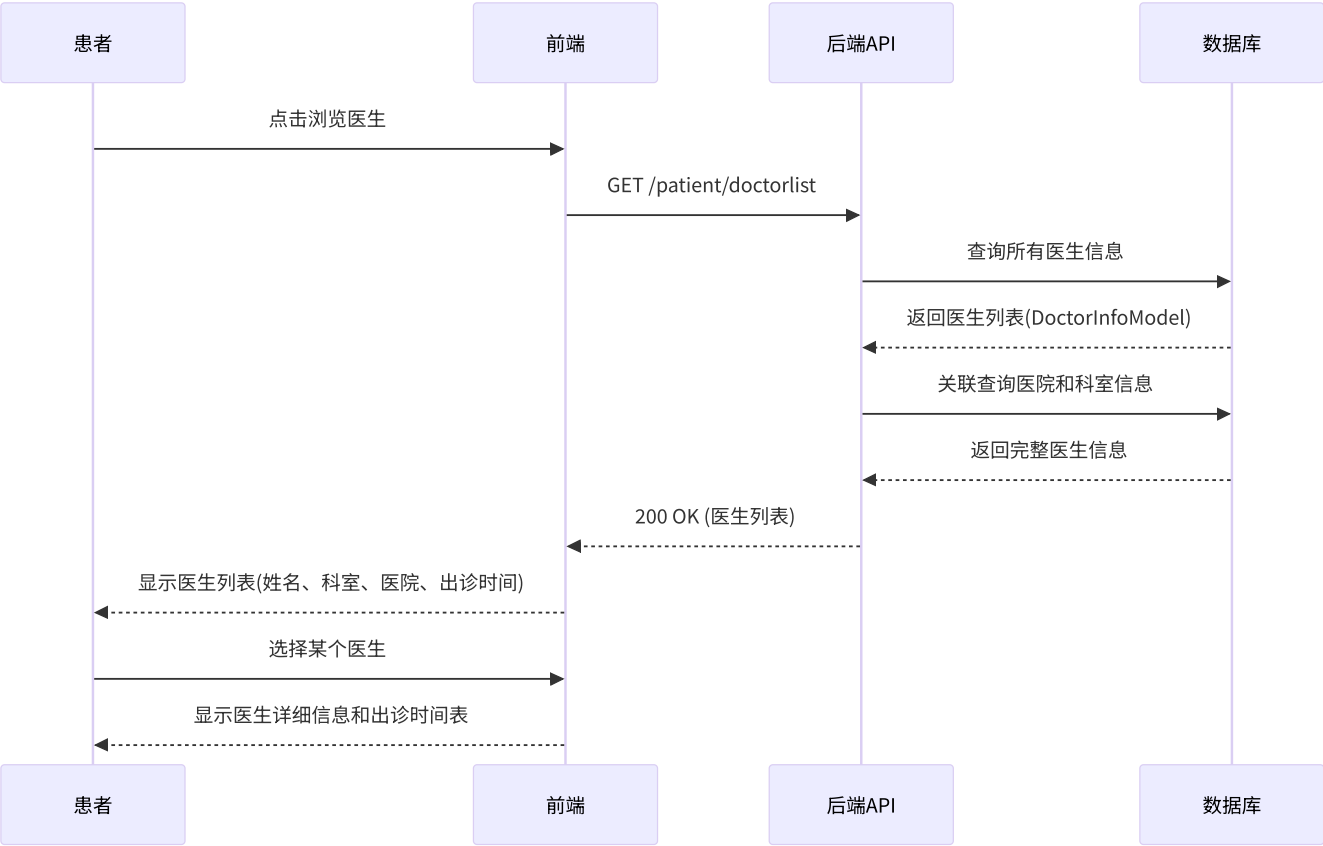 患者
前端
后端API
数据库
点击浏览医生
GET /patient/doctorlist
查询所有医生信息
返回医生列表(DoctorInfoModel)
关联查询医院和科室信息
返回完整医生信息
200 OK (医生列表)
显示医生列表(姓名、科室、医院、出诊时间)
选择某个医生
显示医生详细信息和出诊时间表
患者
前端
后端API
数据库